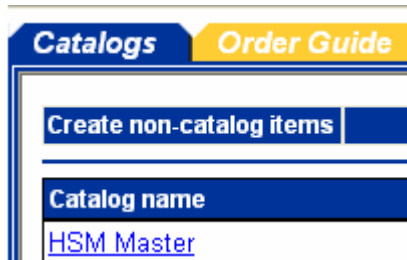 Catalogs Order Guide
Create non-catalog items
Catalog name
HSM Master